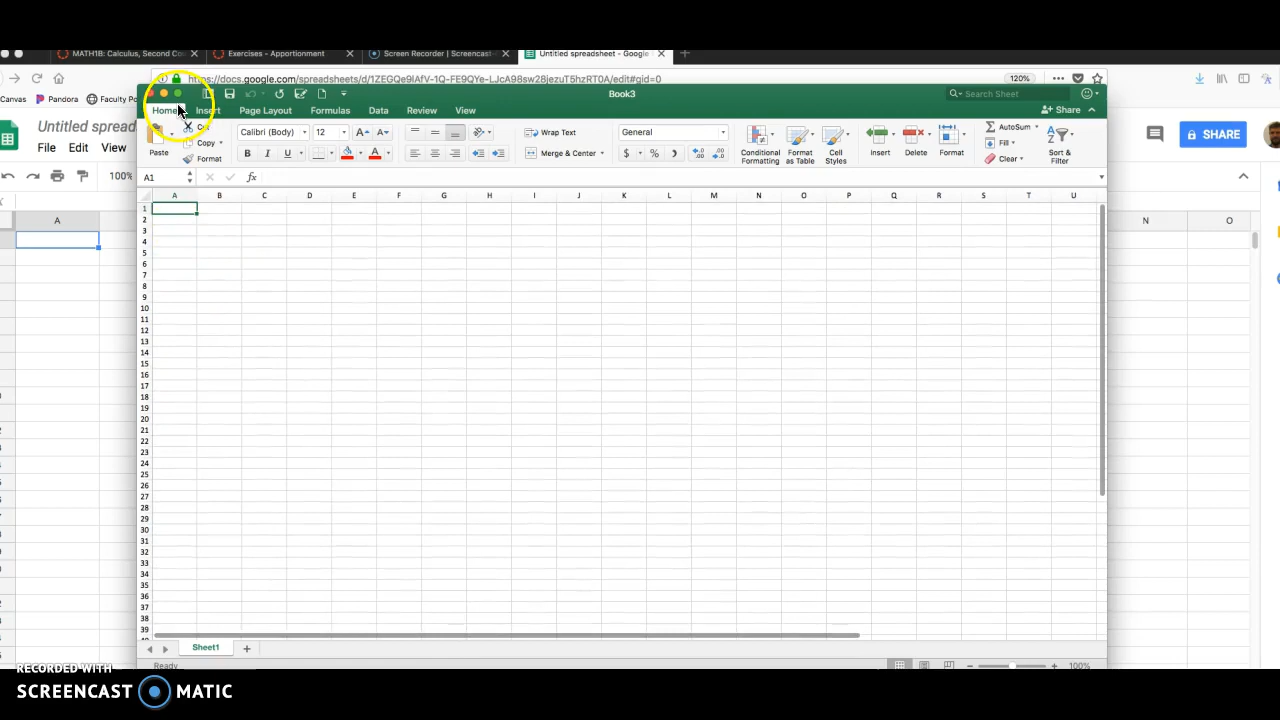 MATH1B: Calculus, Second Co Exercises - Apportionment Screen Recorder | Screencast- Untitled spreadsheet - Google
https://docs.google.com/spreadsheets/d/1ZEGQe9lAfV-1Q-FE9QYe-LJcA98sw28jezuT5hzRT0A/edit#gid=0 120%
Canvas Pandora Faculty Po
Book3 Search Sheet
Home Insert Page Layout Formulas Data Review View Share
Untitled spreads
File Edit View
SHARE
Cut Calibri (Body) 12 Wrap Text General AutoSum
Copy Fill
Paste Format B I U Merge & Center $ % Conditional Formatting Format as Table Cell Styles Insert Delete Format Clear Sort & Filter
100%
A1 fx
A B C D E F G H I J K L M N O P Q R S T U
A N O
1
2
3
4
5
6
7
8
9
10
11
12
13
14
15
16
17
18
19
20
21
22
23
24
25
26
27
28
29
30
31
32
33
34
35
36
37
38
39
Sheet1
Ready 100%
RECORDED WITH
SCREENCAST MATIC